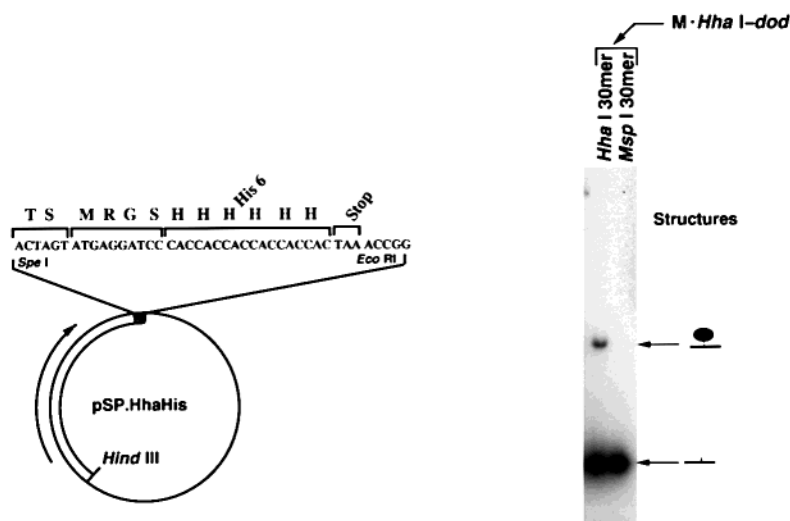 M·Hha I-dod
Hha I 30mer
Msp I 30mer
Structures
His 6
Stop
T S M R G S H H H H H H
ACTAGT ATGAGGATCC CACCACCACCACCACCAC TAA ACCGG
Spe I
Eco RI
pSP.HhaHis
Hind III